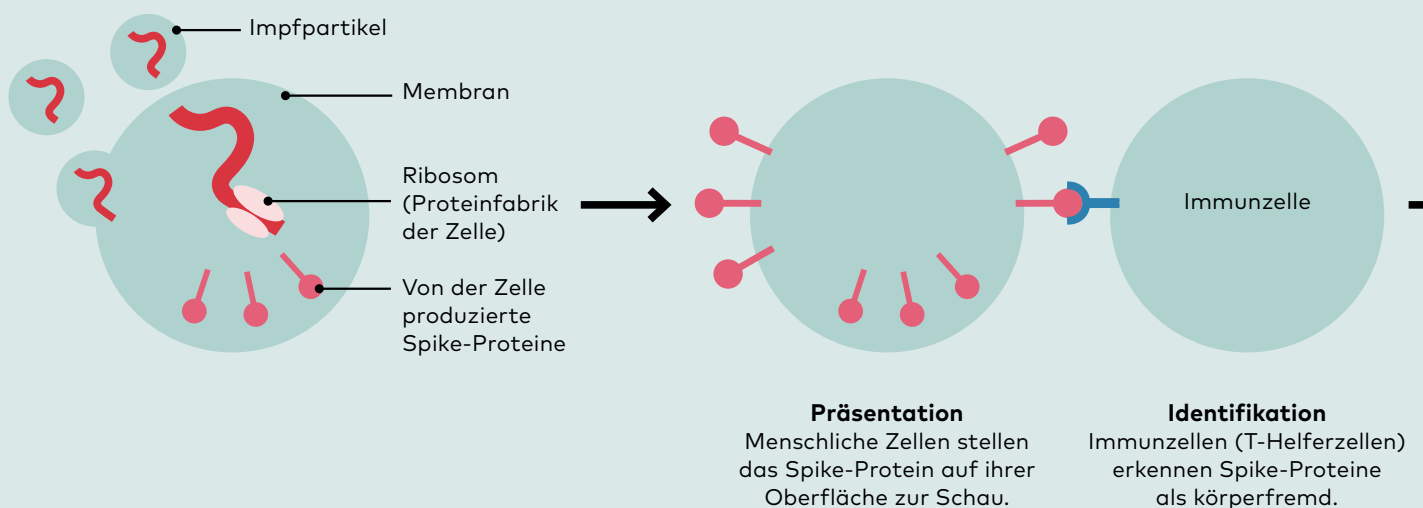 Impfpartikel
Membran
Ribosom
(Proteinfabrik
der Zelle)
Von der Zelle
produzierte
Spike-Proteine
Immunzelle
Präsentation
Menschliche Zellen stellen
das Spike-Protein auf ihrer
Oberfläche zur Schau.
Identifikation
Immunzellen (T-Helferzellen)
erkennen Spike-Proteine
als körperfremd.